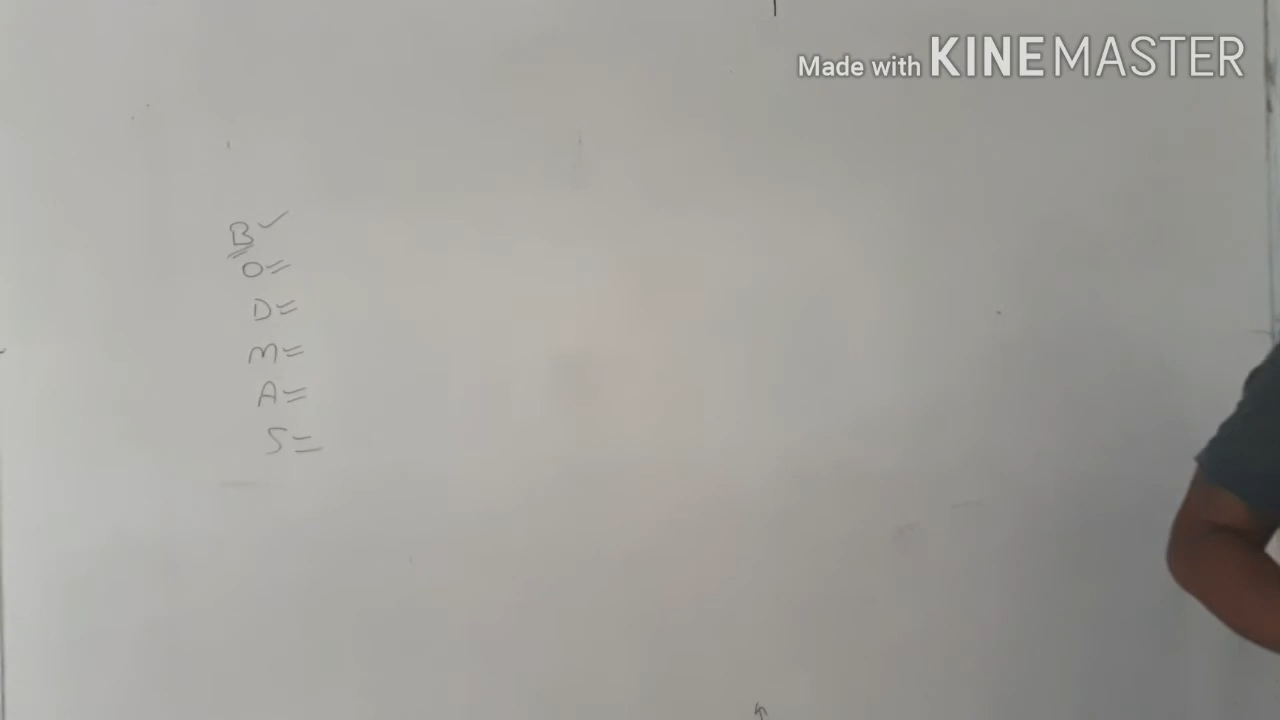 Made with KINEMASTER
B ✓
O =
D =
M =
A =
S =